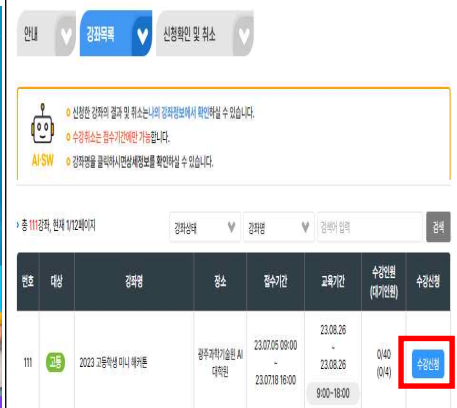 안내
강좌목록
신청확인 및 취소
신청한 강좌의 결과 및 취소는나의 강좌정보에서 확인하실 수 있습니다.
수강취소는 접수기간에만 가능합니다.
강좌명을 클릭하시면상세정보를 확인하실 수 있습니다.
AI·SW
총 111강좌, 현재 1/12페이지
강좌상태
강좌명
검색어 입력
검색
번호 대상 강좌명 장소 접수기간 교육기간 수강인원 수강신청
(대기인원)
111 고등 2023 고등학생 미니 해커톤
광주과학기술원 AI
대학원
23.07.05 09:00
~
23.07.18 16:00
23.08.26
~
23.08.26
9:00~18:00
0/40
(0/4)
수강신청